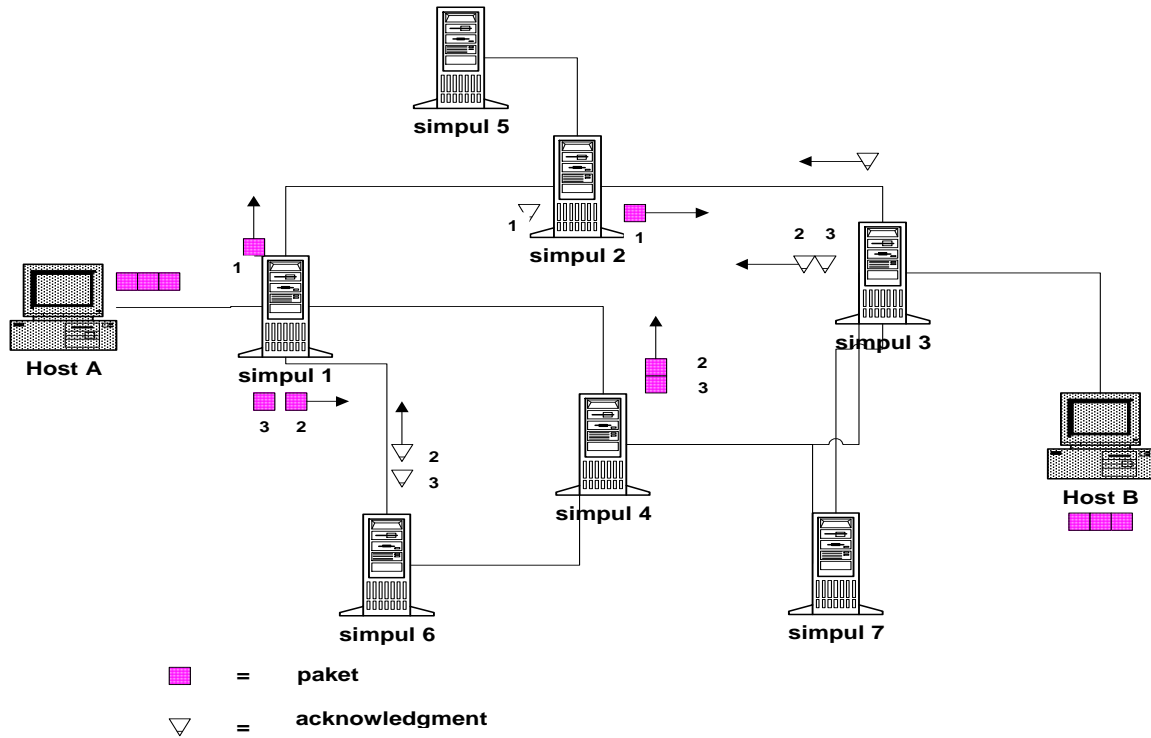 simpul 5
1
1
simpul 2
2 3
1
simpul 3
Host A
simpul 1
2
3
3 2
2
3
simpul 4
Host B
simpul 6
simpul 7
= paket
= acknowledgment